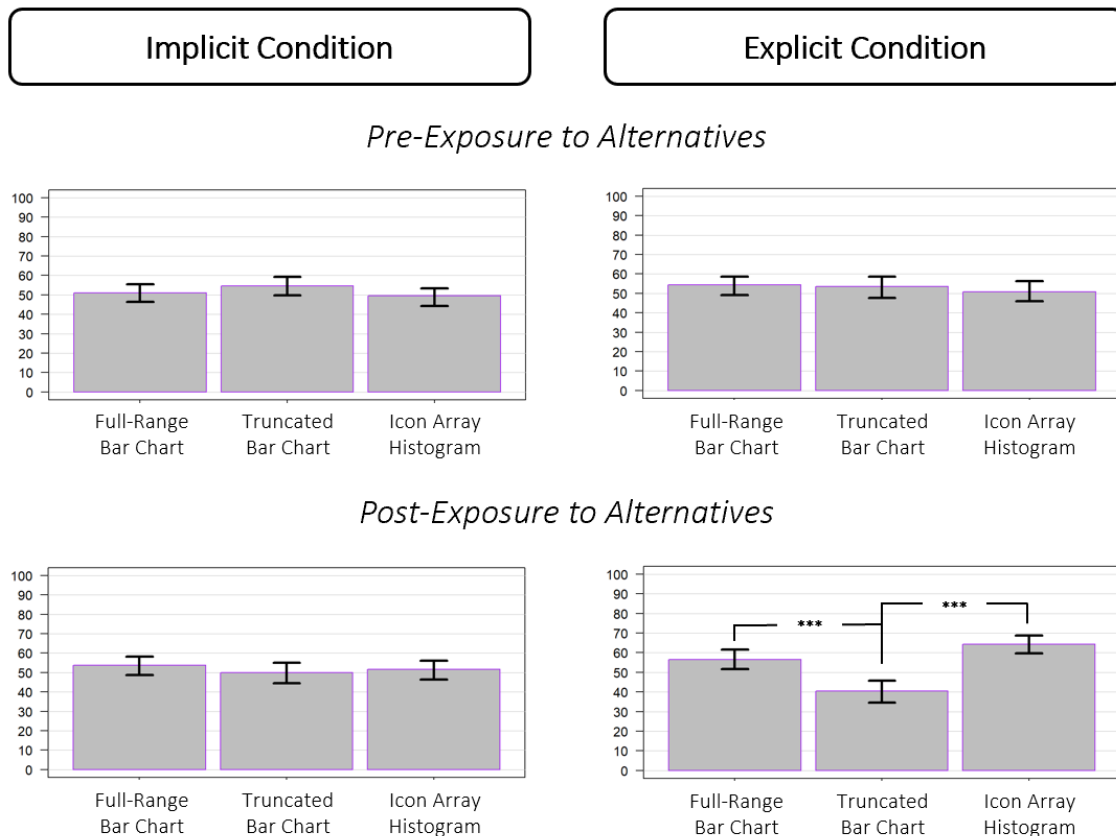 Implicit Condition
Explicit Condition
Pre-Exposure to Alternatives
100
90
80
70
60
50
40
30
20
10
0
Full-Range
Bar Chart
Truncated
Bar Chart
Icon Array
Histogram
100
90
80
70
60
50
40
30
20
10
0
Full-Range
Bar Chart
Truncated
Bar Chart
Icon Array
Histogram
Post-Exposure to Alternatives
100
90
80
70
60
50
40
30
20
10
0
Full-Range
Bar Chart
Truncated
Bar Chart
Icon Array
Histogram
100
90
80
70
60
50
40
30
20
10
0
***
***
Full-Range
Bar Chart
Truncated
Bar Chart
Icon Array
Histogram